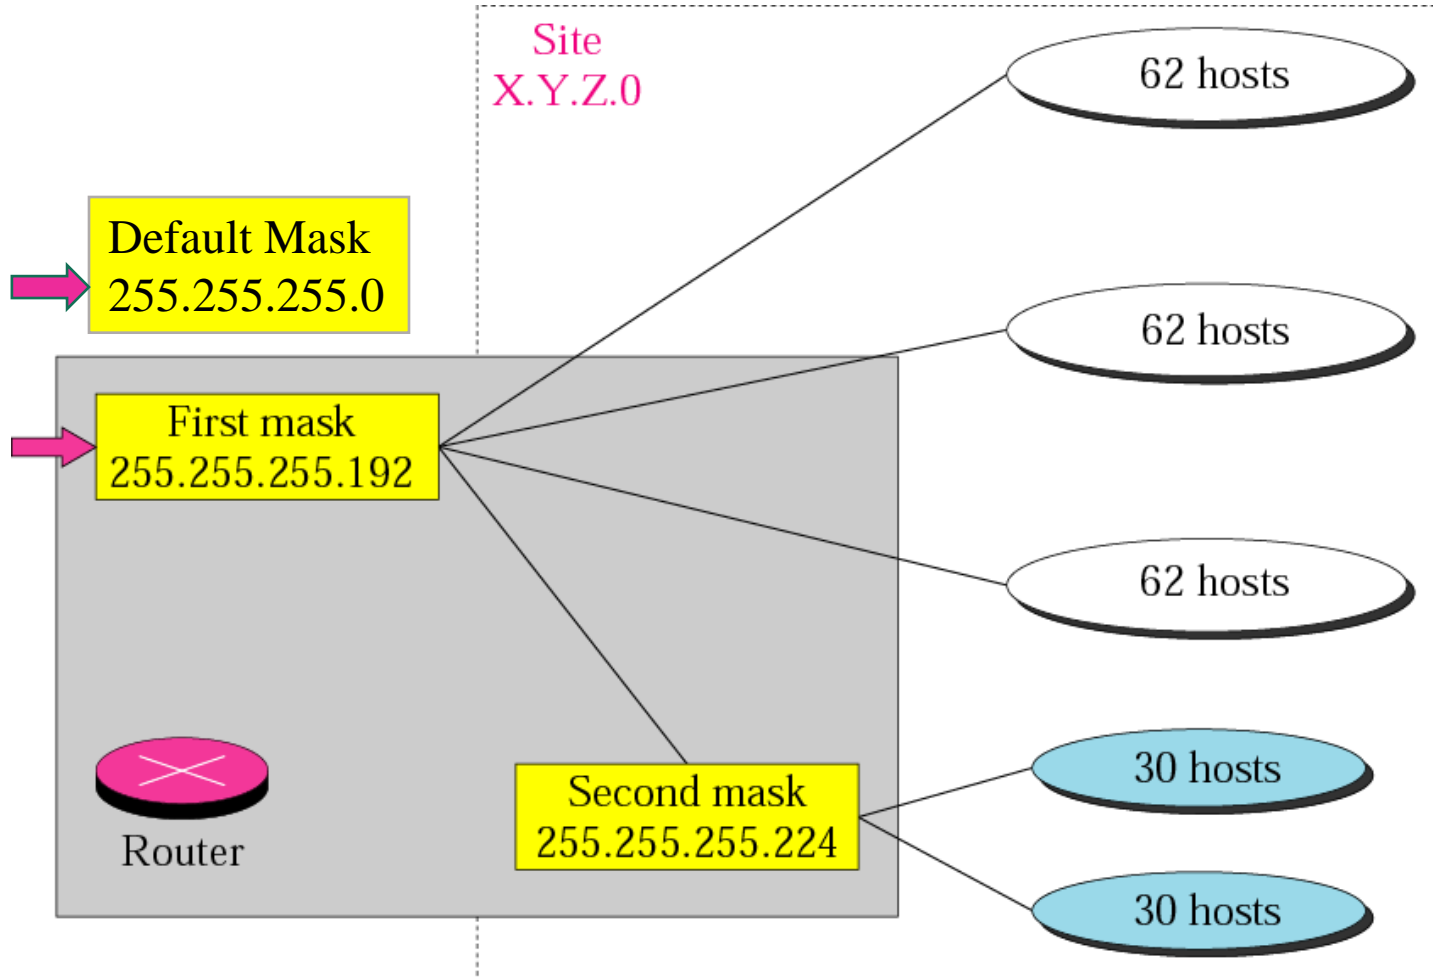 Site
X.Y.Z.0
62 hosts
Default Mask
255.255.255.0
62 hosts
First mask
255.255.255.192
62 hosts
Router
Second mask
255.255.255.224
30 hosts
30 hosts